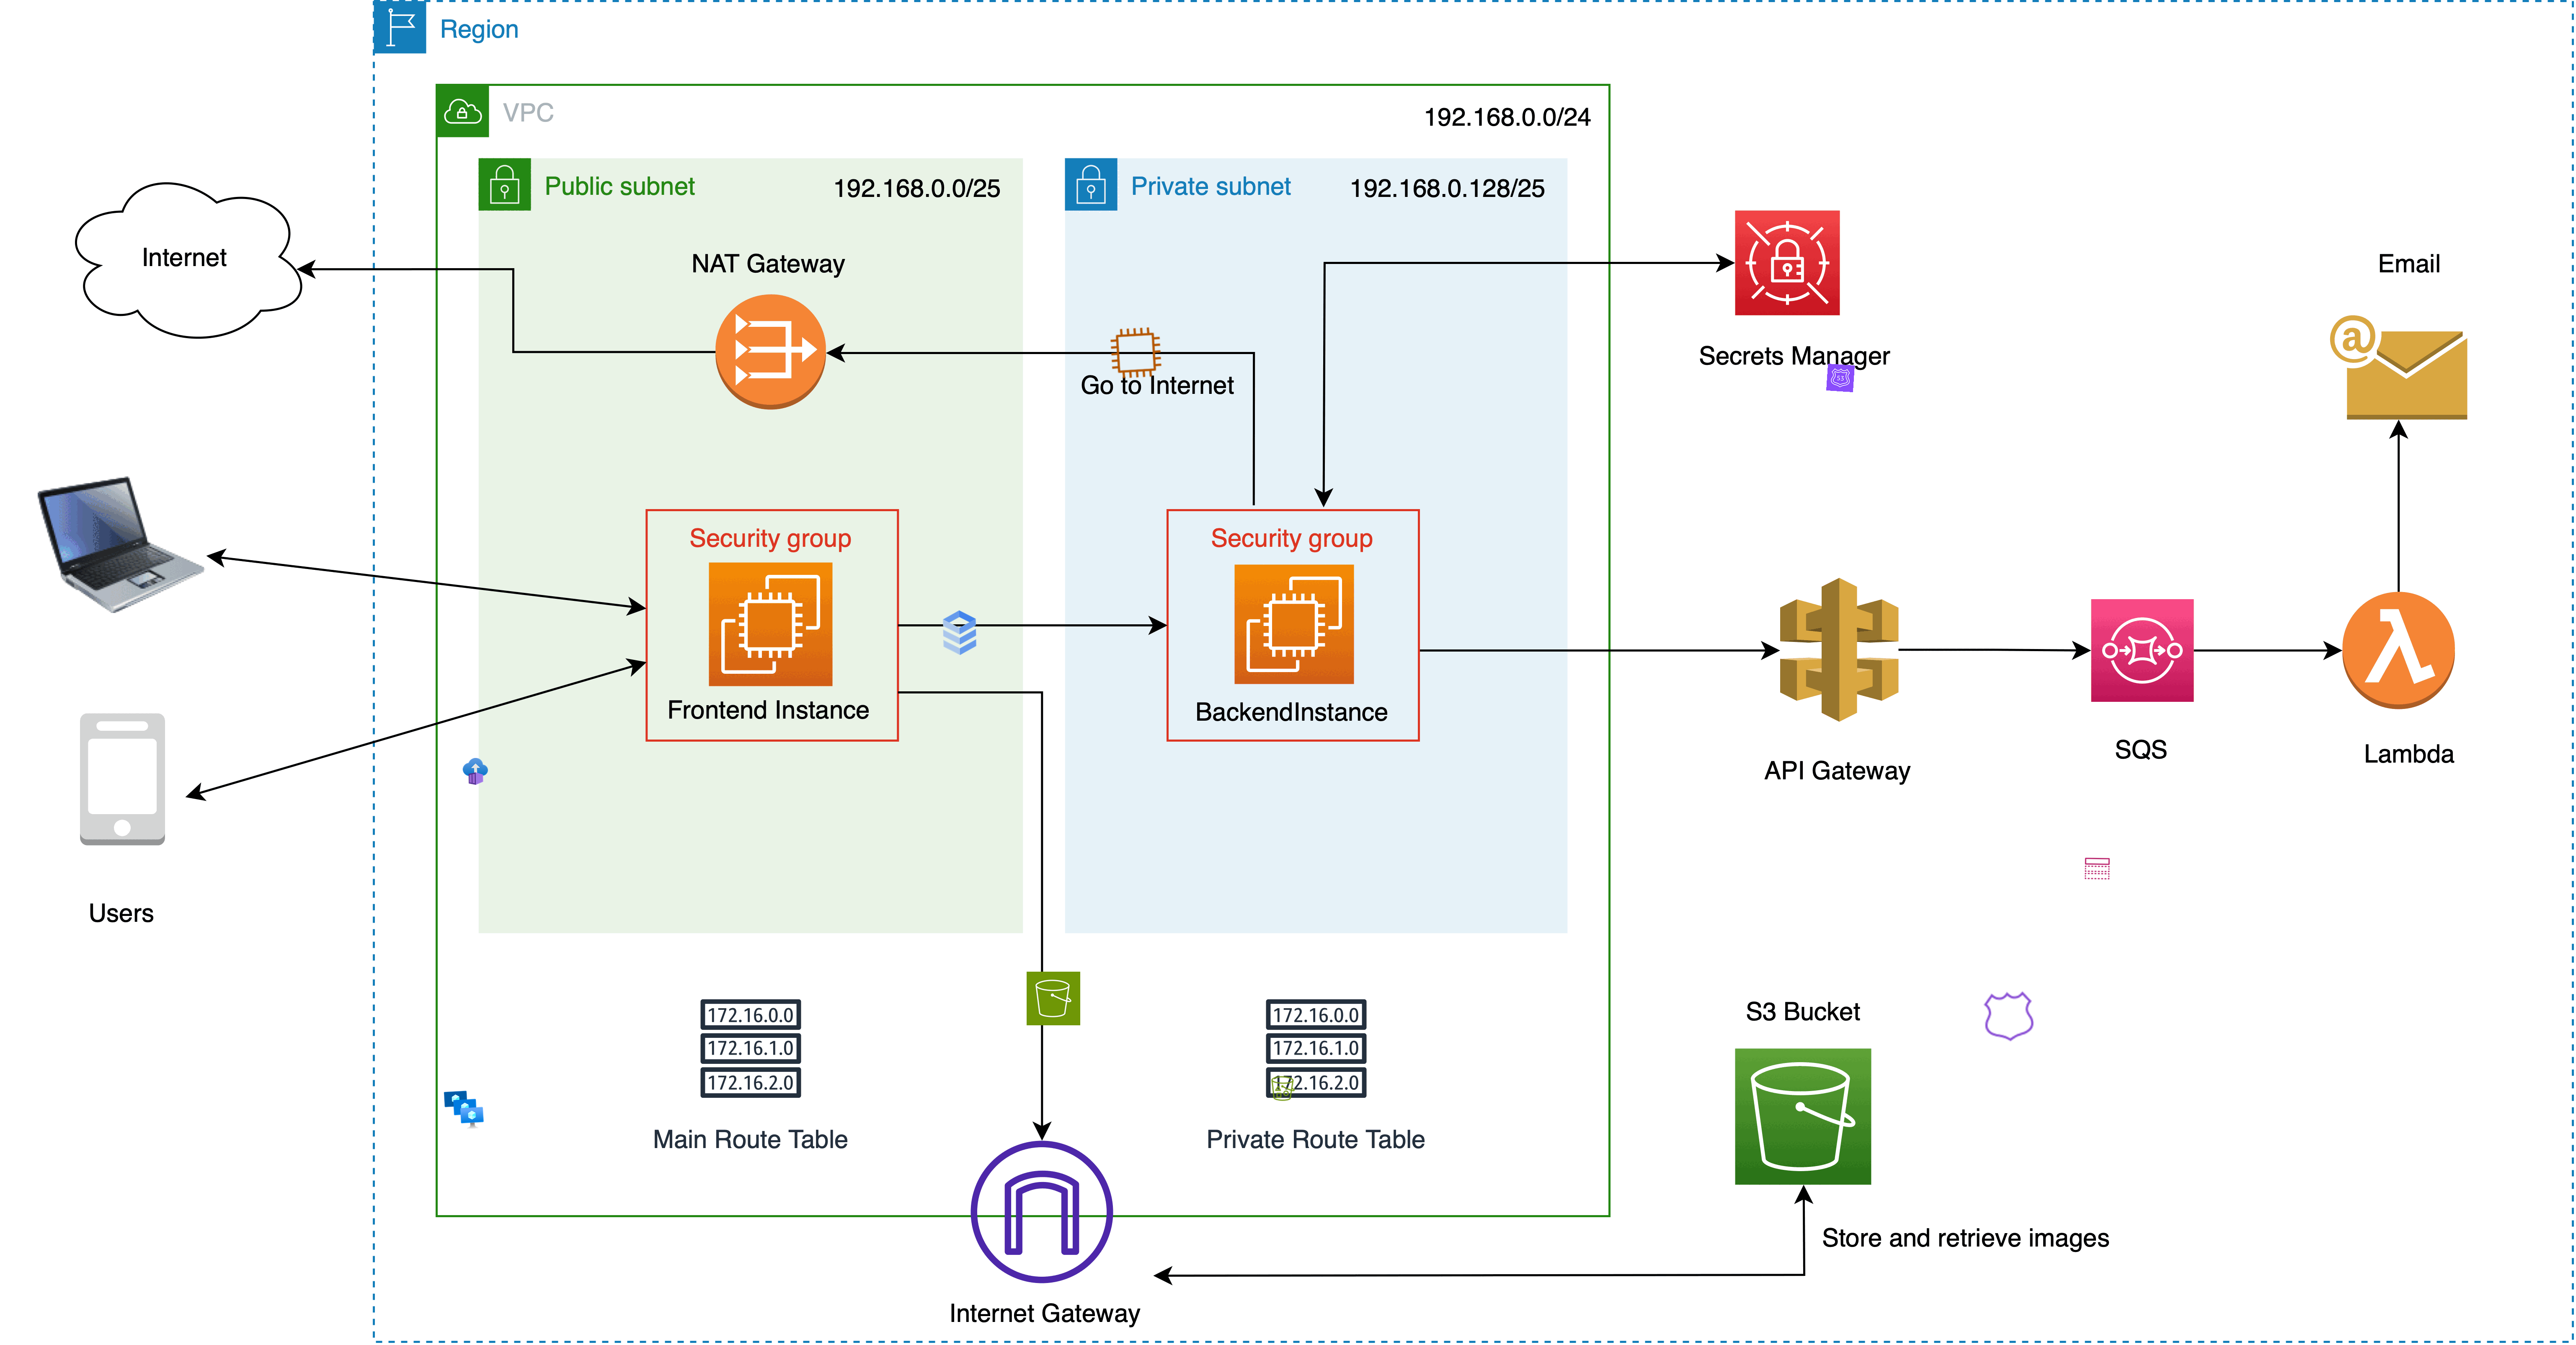 Region
VPC
192.168.0.0/24
Public subnet
192.168.0.0/25
Private subnet
192.168.0.128/25
Internet
NAT Gateway
Go to Internet
Secrets Manager
S3
Email
@
Security group
Frontend Instance
Security group
BackendInstance
API Gateway
SQS
Lambda
Users
172.16.0.0
172.16.1.0
172.16.2.0
Main Route Table
172.16.0.0
172.16.1.0
172.16.2.0
Private Route Table
S3 Bucket
Store and retrieve images
Internet Gateway